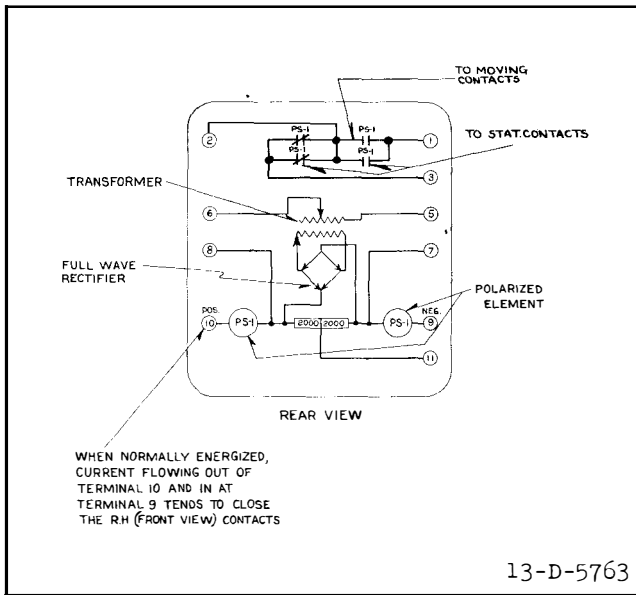 TO MOVING
CONTACTS
PS-1
PS-1
2
1
PS-1
PS-1
TO STAT.CONTACTS
3
TRANSFORMER
6
5
8
7
FULL WAVE
RECTIFIER
POLARIZED
ELEMENT
POS.
NEG.
10
PS-1
2000 2000
PS-1
9
11
REAR VIEW
WHEN NORMALLY ENERGIZED,
CURRENT FLOWING OUT OF
TERMINAL 10 AND IN AT
TERMINAL 9 TENDS TO CLOSE
THE R.H (FRONT VIEW) CONTACTS
13-D-5763